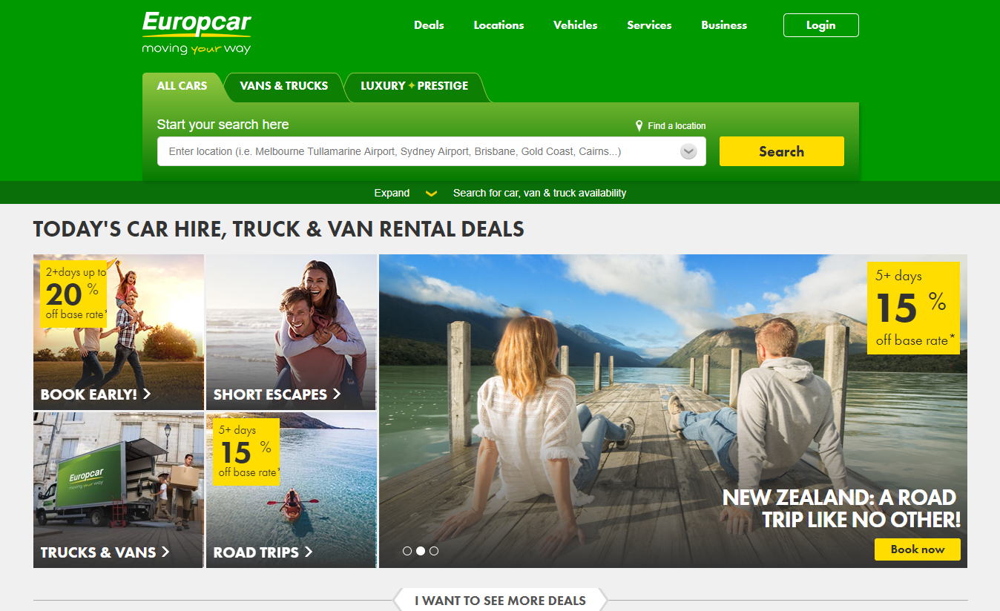 Europcar
moving your way
Deals
Locations
Vehicles
Services
Business
Login
ALL CARS
VANS & TRUCKS
LUXURY ✦ PRESTIGE
Start your search here
Find a location
Enter location (i.e. Melbourne Tullamarine Airport, Sydney Airport, Brisbane, Gold Coast, Cairns...)
Search
Expand
Search for car, van & truck availability
TODAY'S CAR HIRE, TRUCK & VAN RENTAL DEALS
2+days up to
20 %
off base rate*
BOOK EARLY!
SHORT ESCAPES
5+ days
15 %
off base rate*
NEW ZEALAND: A ROAD
TRIP LIKE NO OTHER!
Book now
Europcar
moving your way
TRUCKS & VANS
5+ days
15 %
off base rate*
ROAD TRIPS
I WANT TO SEE MORE DEALS